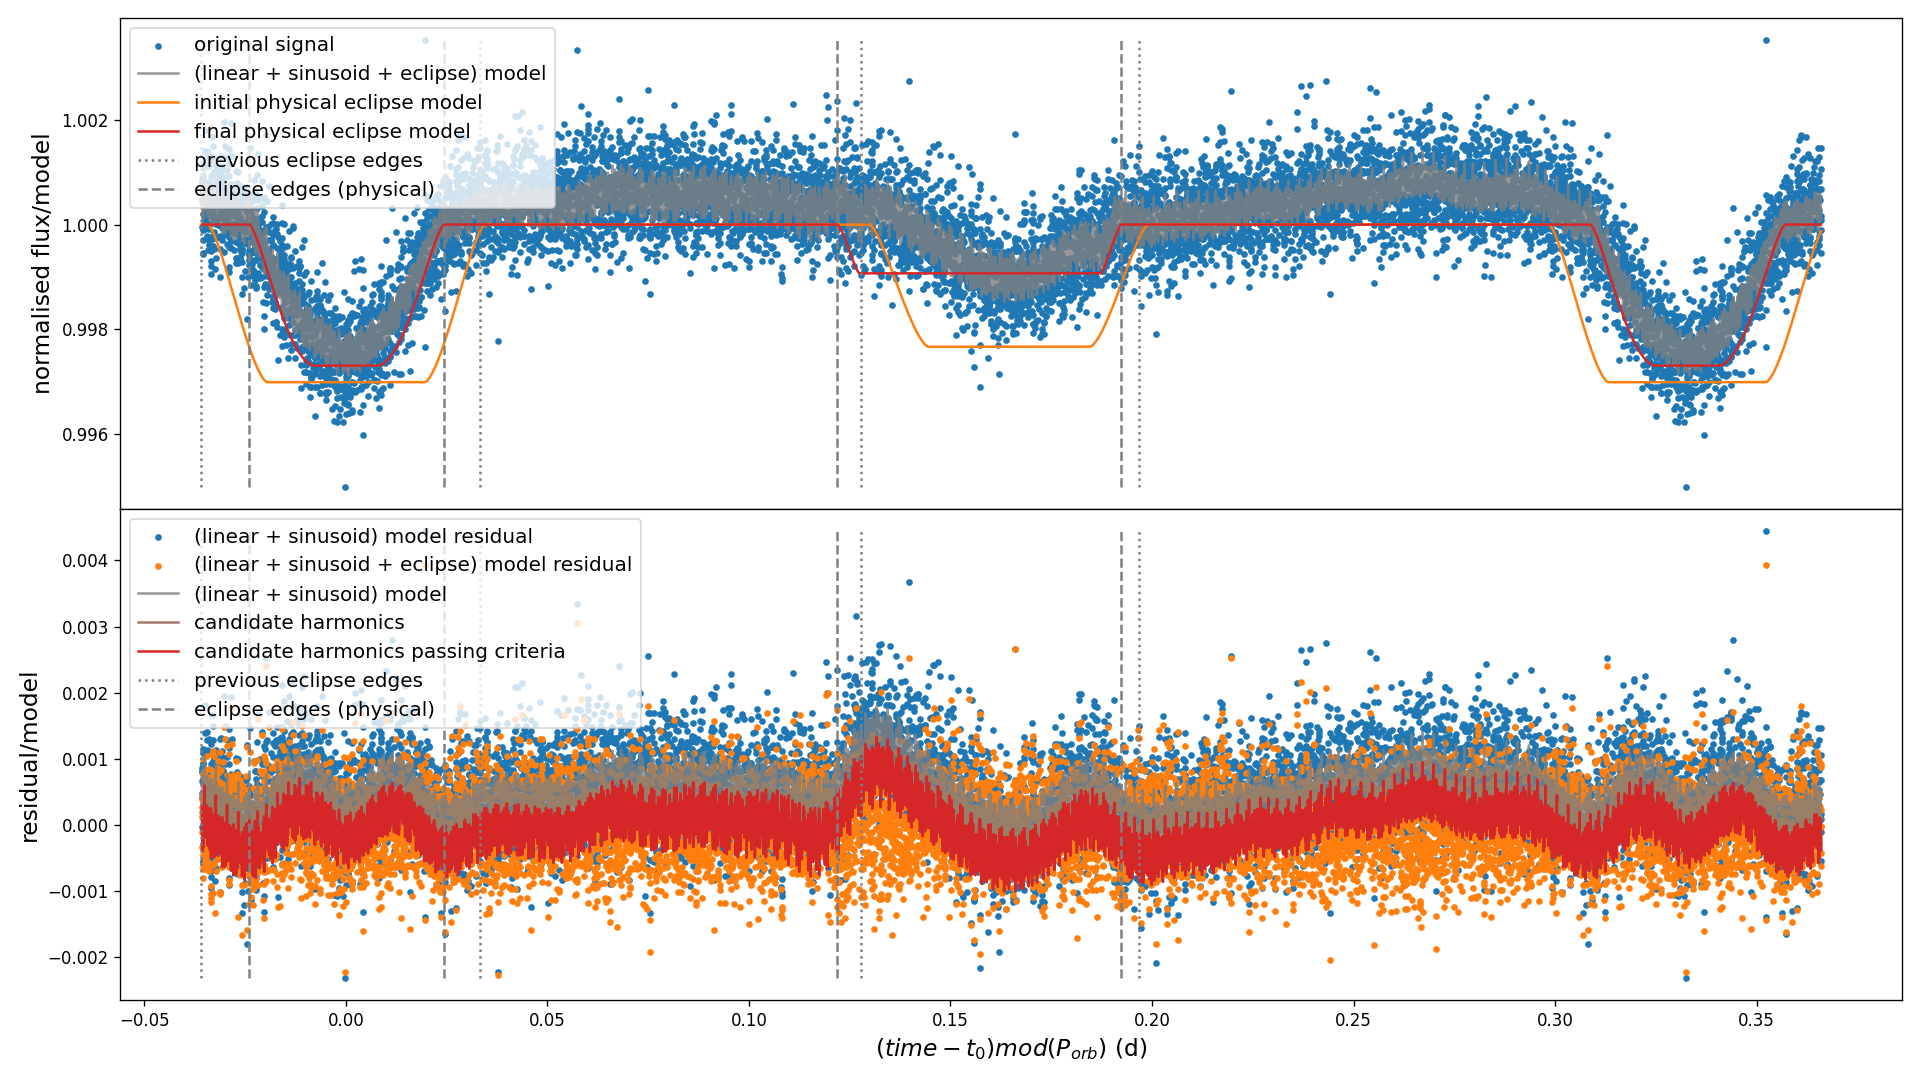 original signal
(linear + sinusoid + eclipse) model
initial physical eclipse model
final physical eclipse model
previous eclipse edges
eclipse edges (physical)
normalised flux/model
1.002
1.000
0.998
0.996
(linear + sinusoid) model residual
(linear + sinusoid + eclipse) model residual
(linear + sinusoid) model
candidate harmonics
candidate harmonics passing criteria
previous eclipse edges
eclipse edges (physical)
residual/model
0.004
0.003
0.002
0.001
0.000
−0.001
−0.002
−0.05 0.00 0.05 0.10 0.15 0.20 0.25 0.30 0.35
(time − t₀)mod(Pₒᵣb) (d)